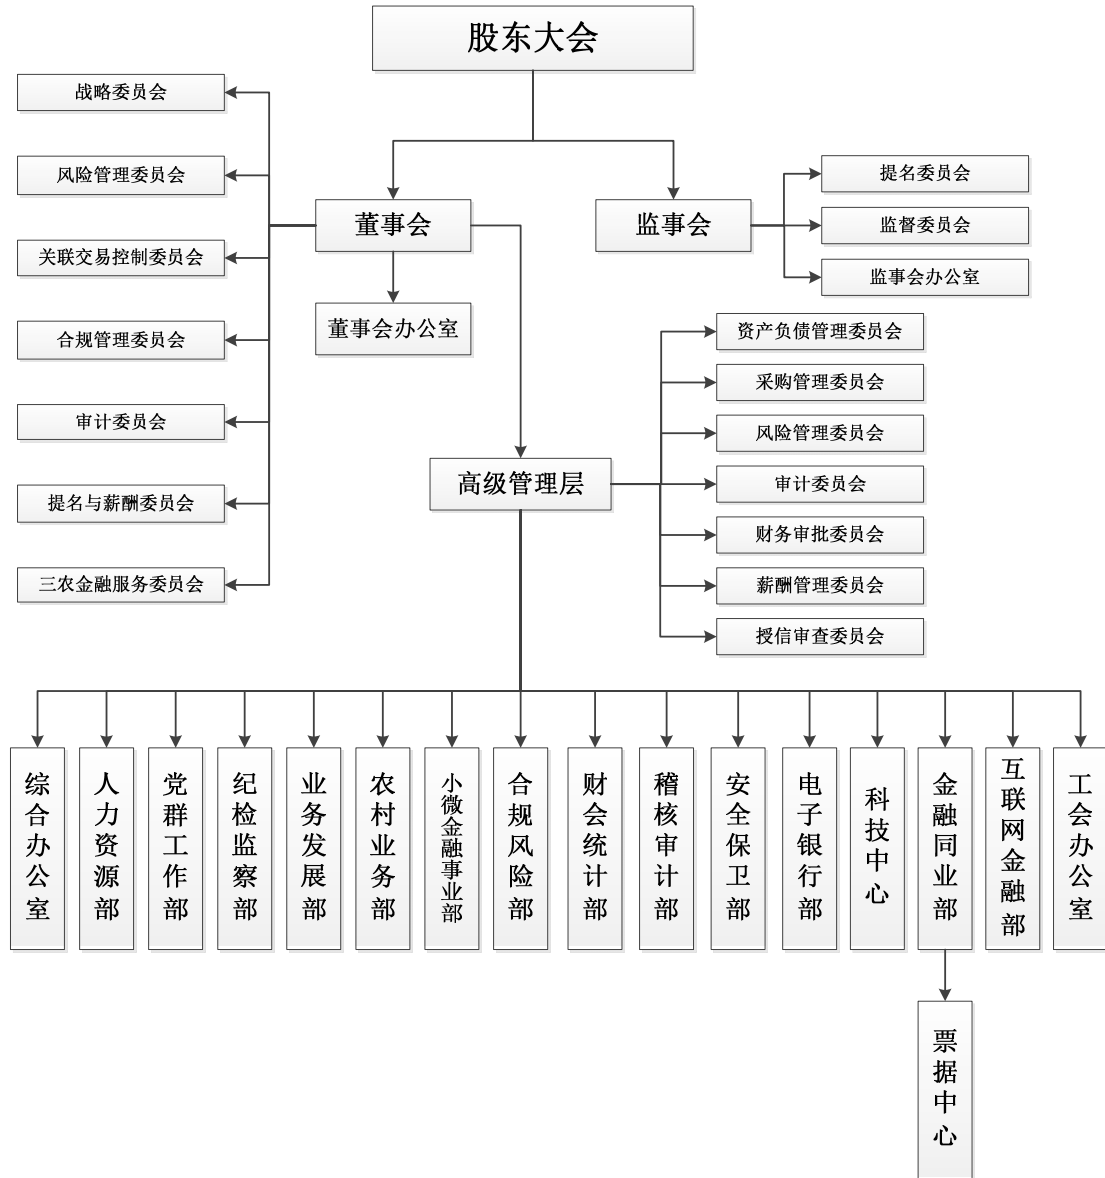 股东大会
战略委员会
风险管理委员会
关联交易控制委员会
合规管理委员会
审计委员会
提名与薪酬委员会
三农金融服务委员会
董事会
董事会办公室
监事会
提名委员会
监督委员会
监事会办公室
高级管理层
资产负债管理委员会
采购管理委员会
风险管理委员会
审计委员会
财务审批委员会
薪酬管理委员会
授信审查委员会
综合办公室
人力资源部
党群工作部
纪检监察部
业务发展部
农村业务部
小微金融事业部
合规风险部
财会统计部
稽核审计部
安全保卫部
电子银行部
科技中心
金融同业部
互联网金融部
工会办公室
票据中心